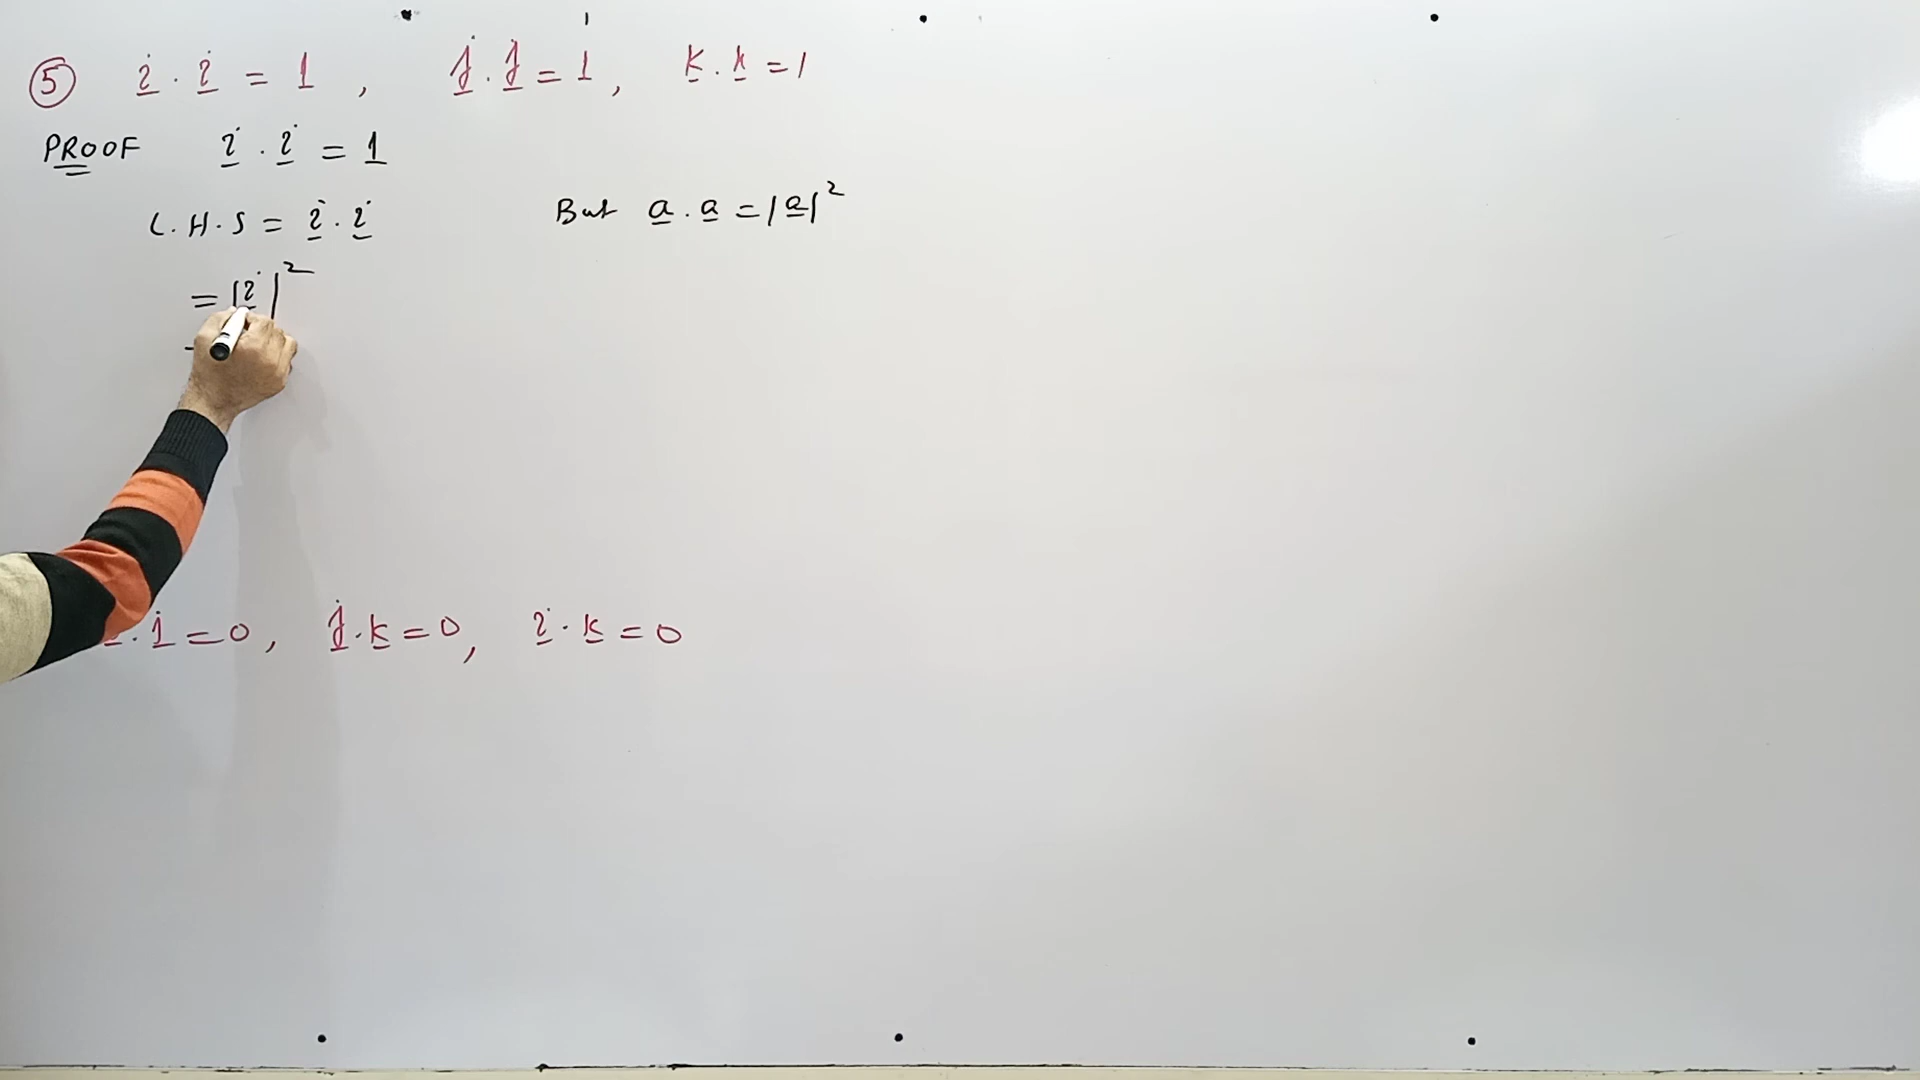 ⑤ i · i = 1 , j · j = 1 , k · k = 1
PROOF i · i = 1
L.H.S = i · i But a · a = |a|²
= |i|²
· j = 0 , j · k = 0 , i · k = 0